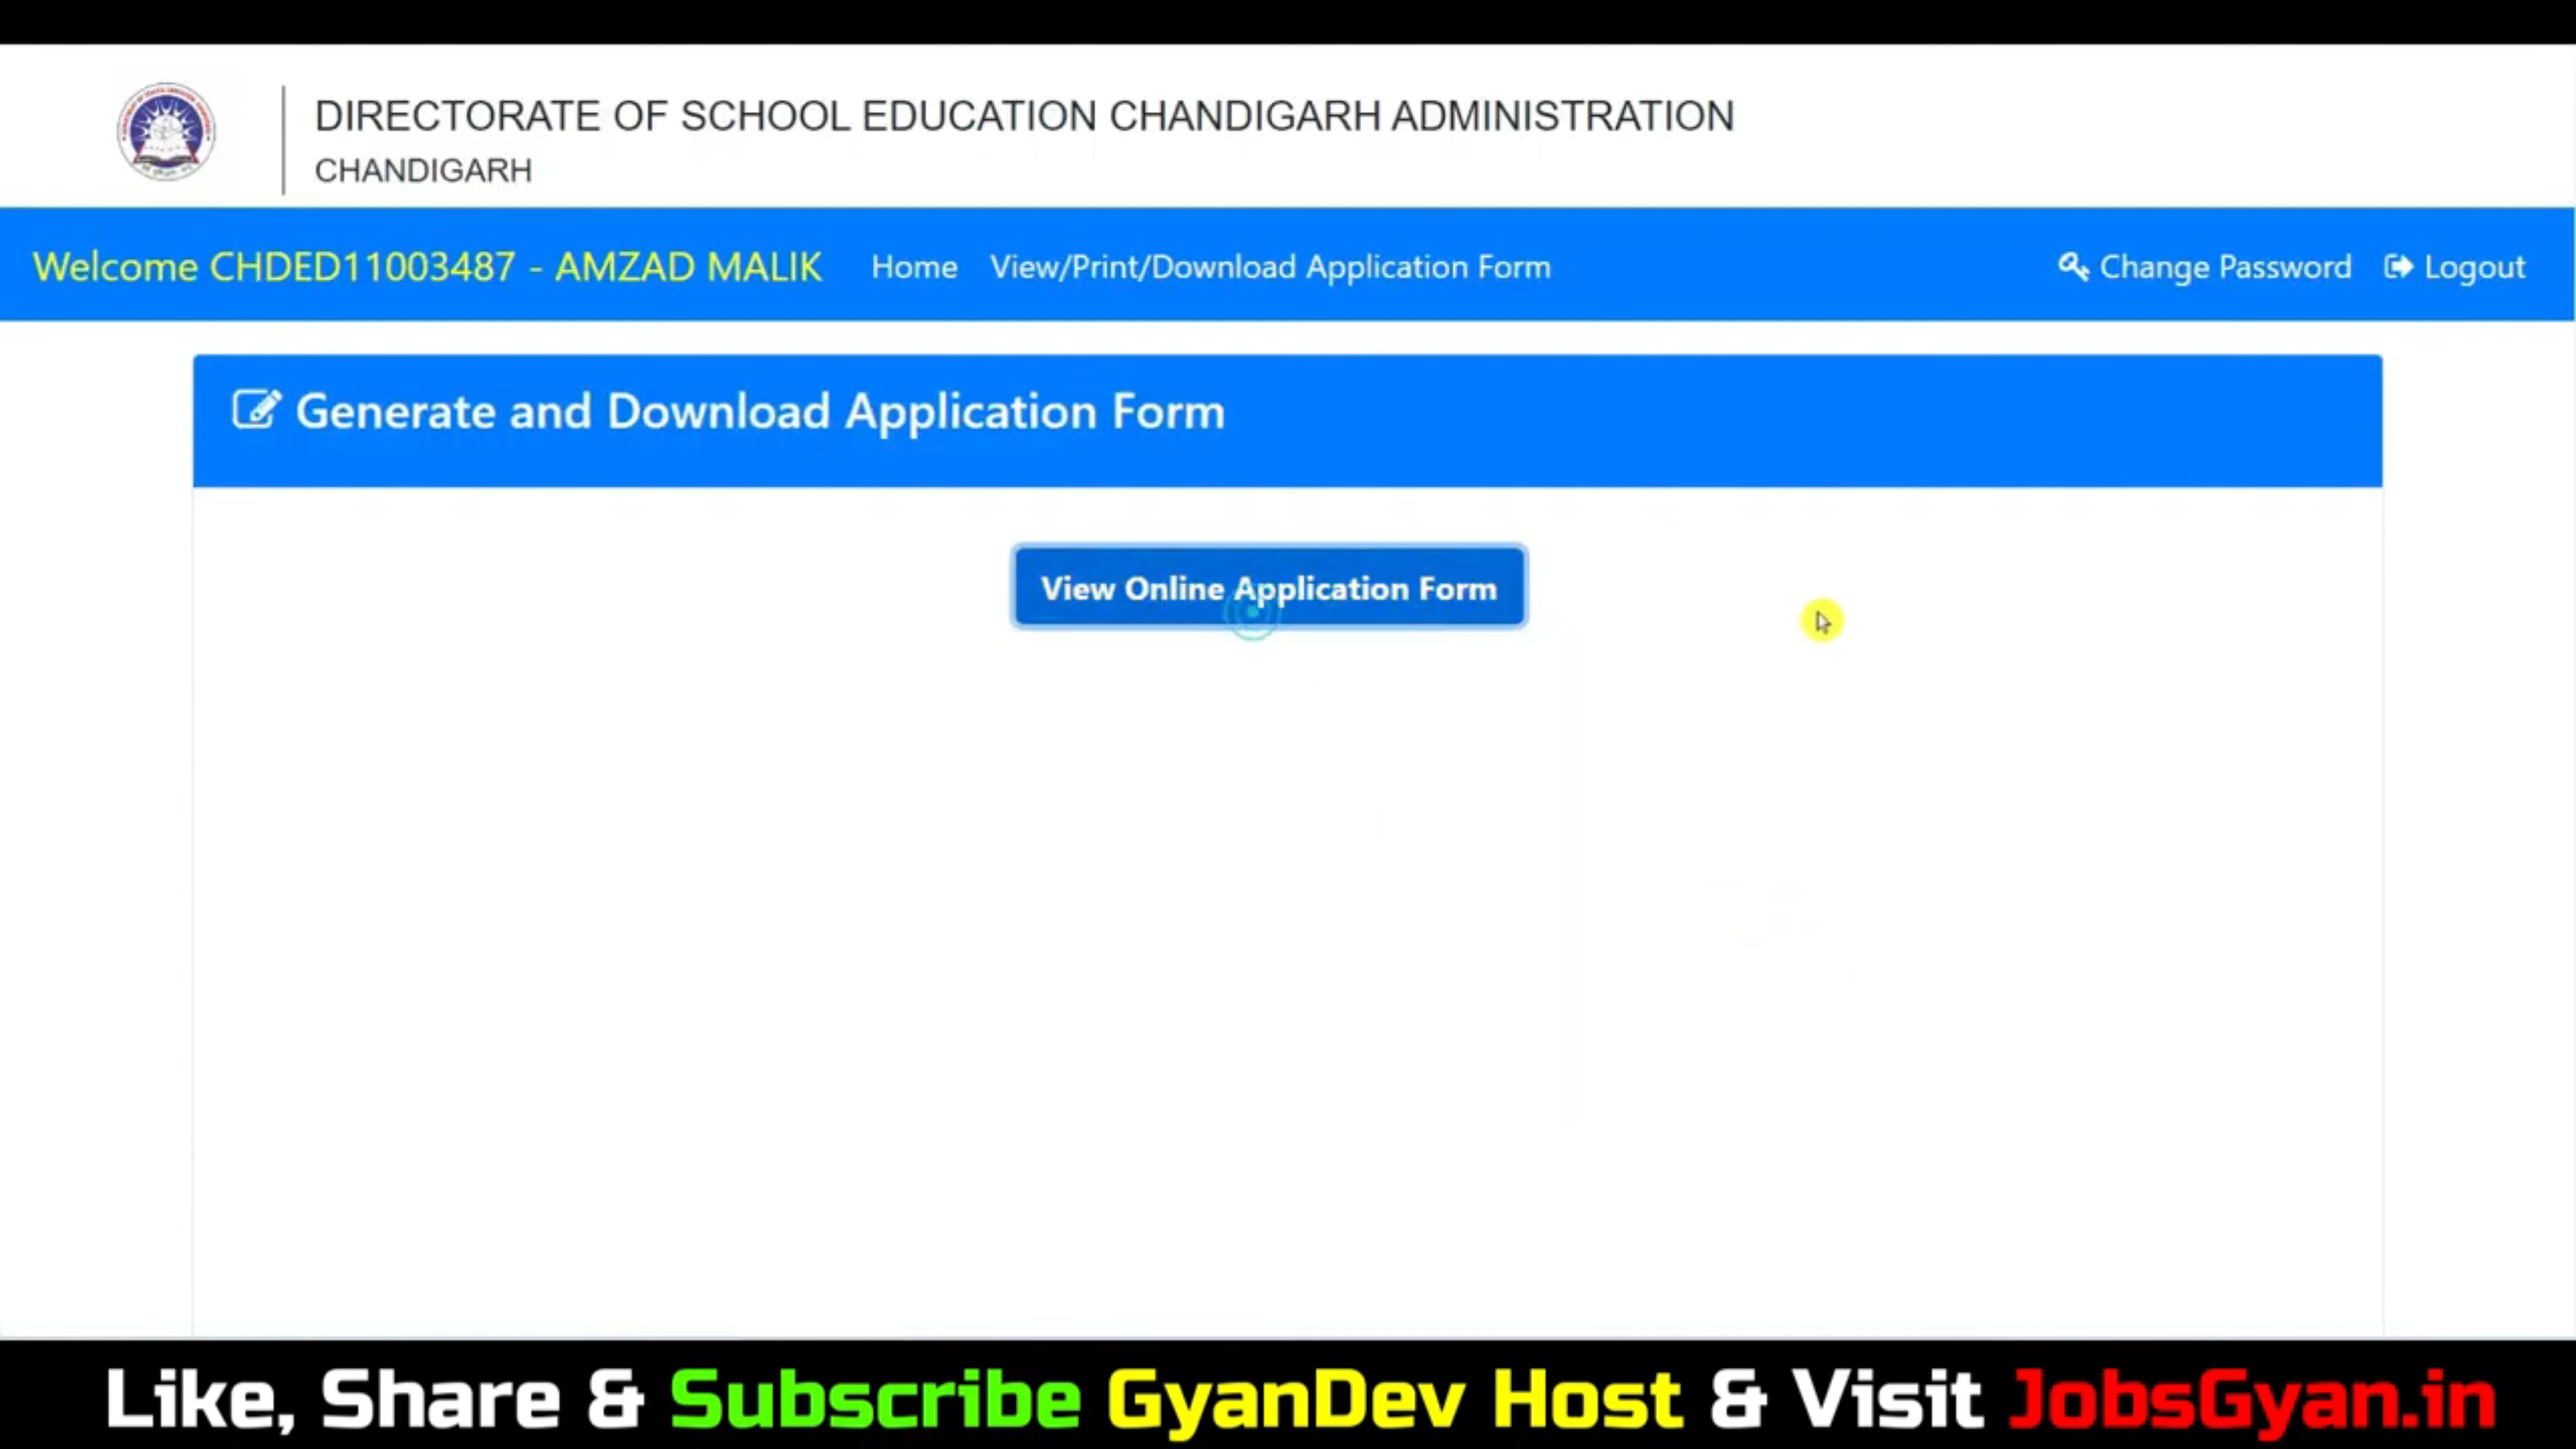 DIRECTORATE OF SCHOOL EDUCATION CHANDIGARH ADMINISTRATION
CHANDIGARH
Welcome CHDED11003487 - AMZAD MALIK Home View/Print/Download Application Form Change Password Logout
Generate and Download Application Form
View Online Application Form
Like, Share & Subscribe GyanDev Host & Visit JobsGyan.in